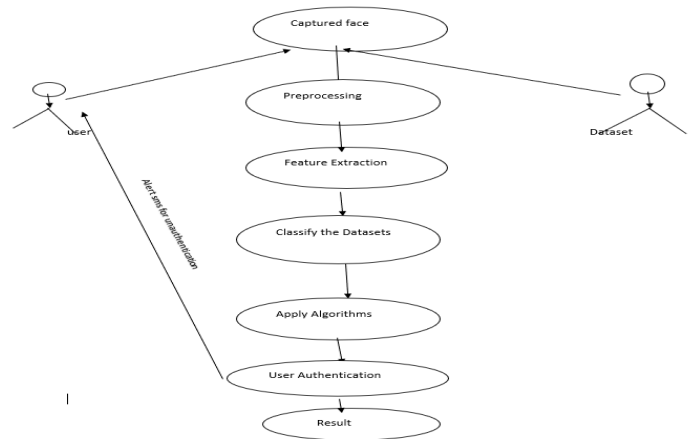 Captured face
Preprocessing
user
Dataset
Feature Extraction
Alert sms for unauthentication
Classify the Datasets
Apply Algorithms
User Authentication
Result